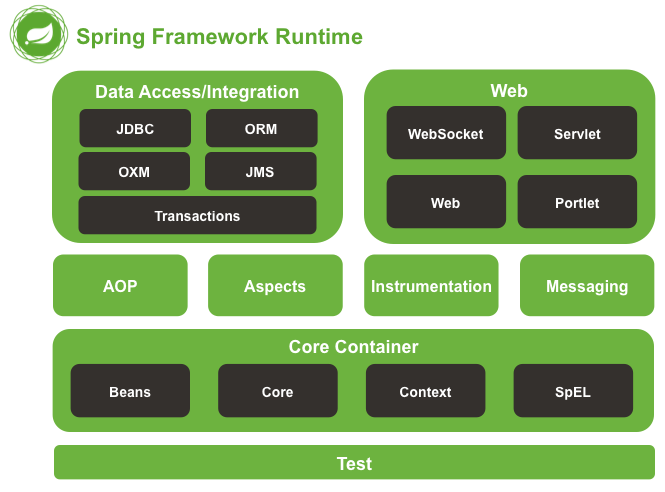 Spring Framework Runtime
Data Access/Integration
JDBC
ORM
OXM
JMS
Transactions
Web
WebSocket
Servlet
Web
Portlet
AOP
Aspects
Instrumentation
Messaging
Core Container
Beans
Core
Context
SpEL
Test